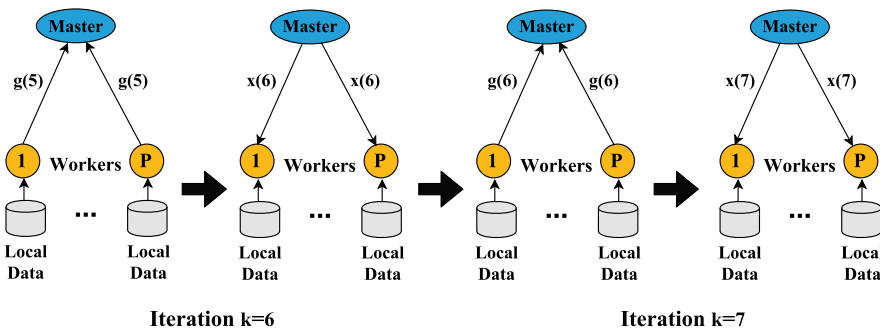 Master
g(5)
g(5)
1
Workers
P
...
Local
Data
Local
Data
Master
x(6)
x(6)
1
Workers
P
...
Local
Data
Local
Data
Iteration k=6
Master
g(6)
g(6)
1
Workers
P
...
Local
Data
Local
Data
Master
x(7)
x(7)
1
Workers
P
...
Local
Data
Local
Data
Iteration k=7